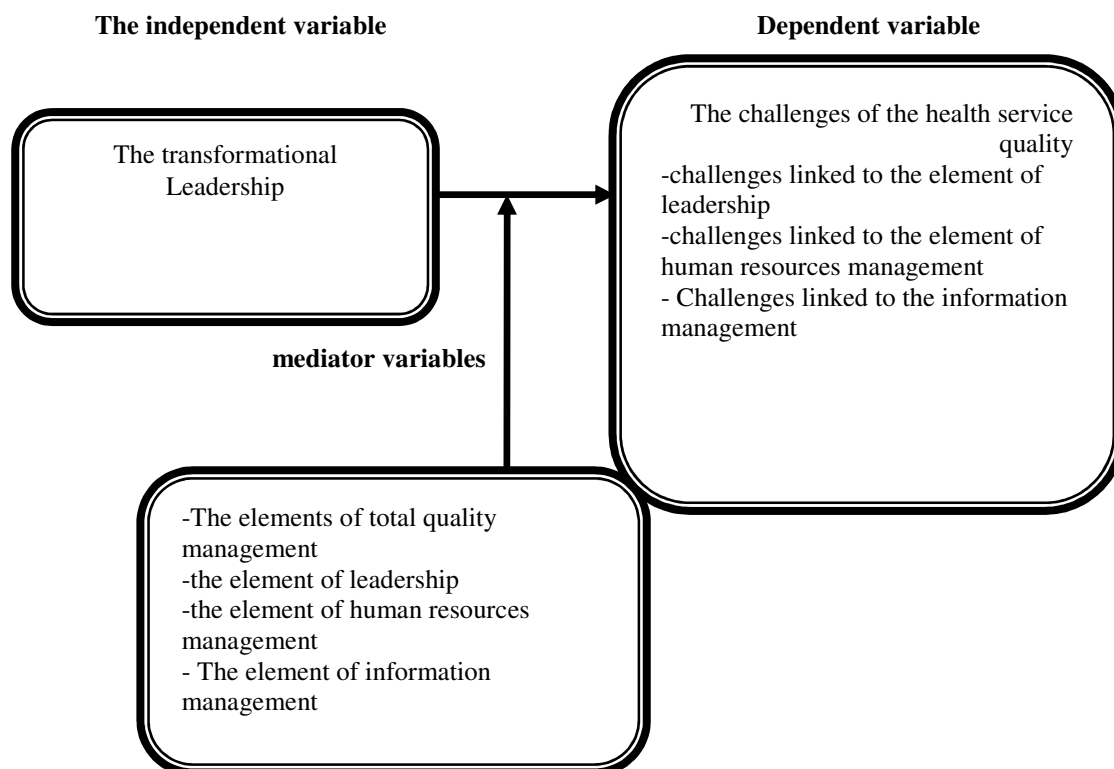 The independent variable
Dependent variable
The transformational
Leadership
The challenges of the health service
quality
-challenges linked to the element of
leadership
-challenges linked to the element of
human resources management
- Challenges linked to the information
management
mediator variables
-The elements of total quality
management
-the element of leadership
-the element of human resources
management
- The element of information
management